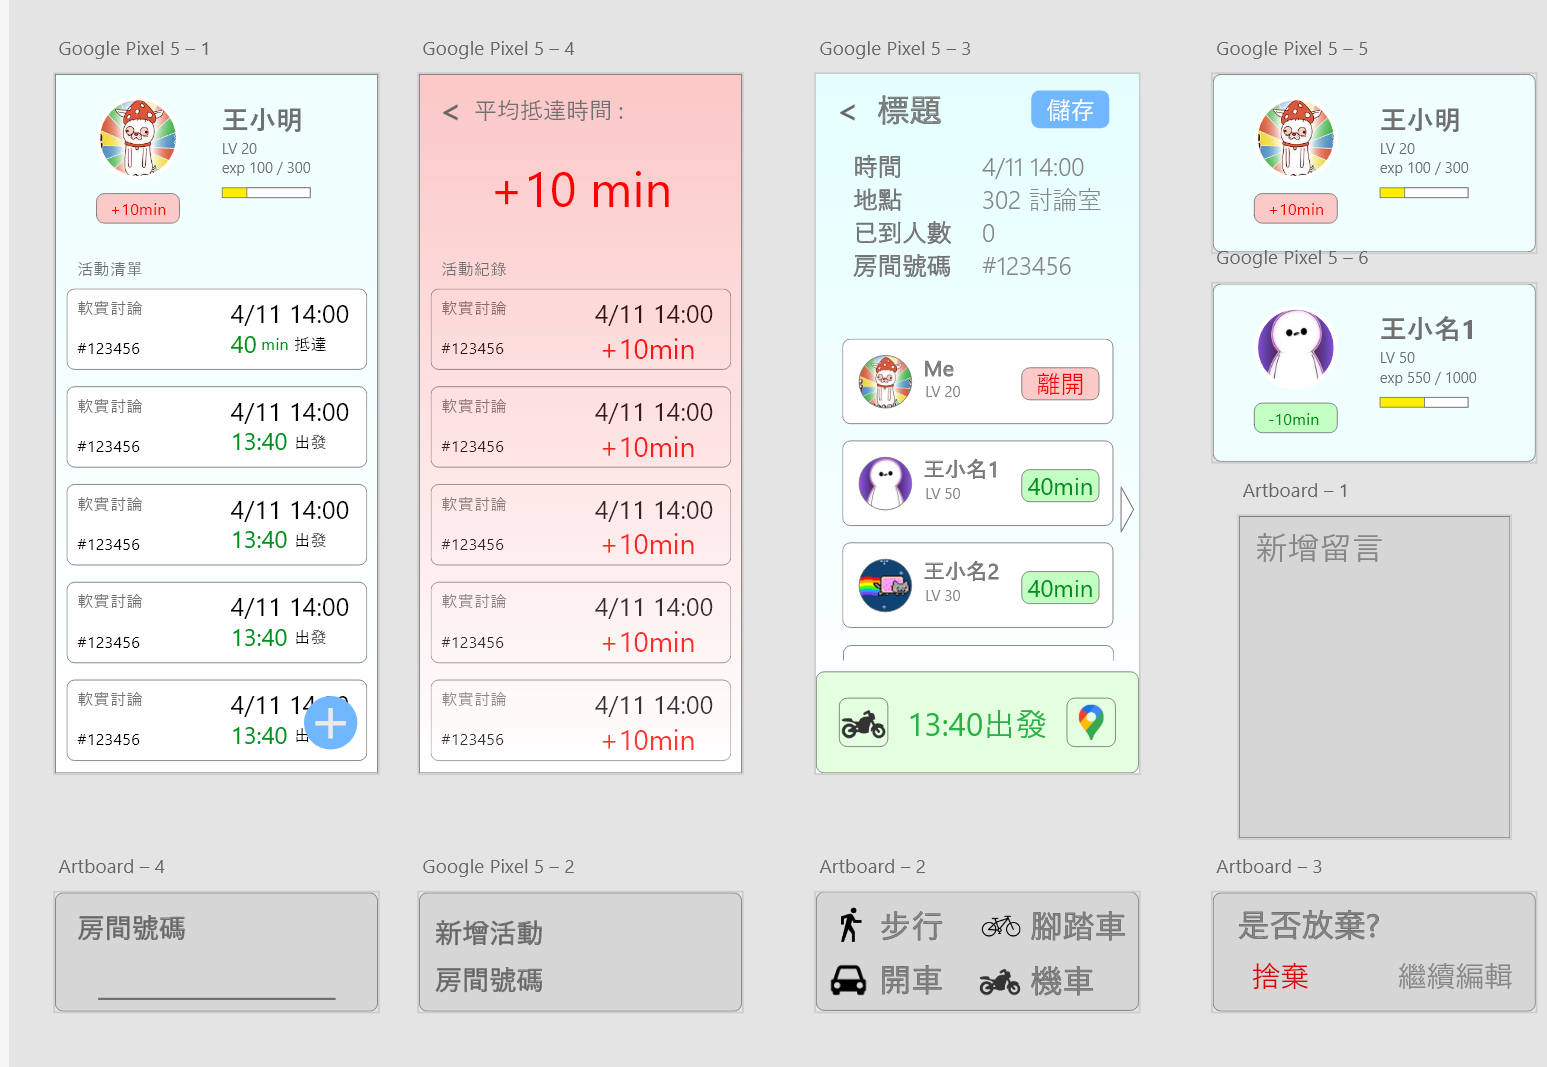 Google Pixel 5 – 1
王小明
LV 20
exp 100 / 300
+10min
活動清單
軟實討論
4/11 14:00
#123456
40 min 抵達
軟實討論
4/11 14:00
#123456
13:40 出發
軟實討論
4/11 14:00
#123456
13:40 出發
軟實討論
4/11 14:00
#123456
13:40 出發
軟實討論
4/11 14:00
#123456
13:40 出
Google Pixel 5 – 4
< 平均抵達時間 :
+10 min
活動紀錄
軟實討論
4/11 14:00
#123456
+10min
軟實討論
4/11 14:00
#123456
+10min
軟實討論
4/11 14:00
#123456
+10min
軟實討論
4/11 14:00
#123456
+10min
軟實討論
4/11 14:00
#123456
+10min
Google Pixel 5 – 3
< 標題
儲存
時間 4/11 14:00
地點 302 討論室
已到人數 0
房間號碼 #123456
Me
LV 20
離開
王小名1
LV 50
40min
王小名2
LV 30
40min
13:40出發
Google Pixel 5 – 5
王小明
LV 20
exp 100 / 300
+10min
Google Pixel 5 – 6
王小名1
LV 50
exp 550 / 1000
-10min
Artboard – 1
新增留言
Artboard – 4
房間號碼
Google Pixel 5 – 2
新增活動
房間號碼
Artboard – 2
步行 腳踏車
開車 機車
Artboard – 3
是否放棄?
捨棄 繼續編輯